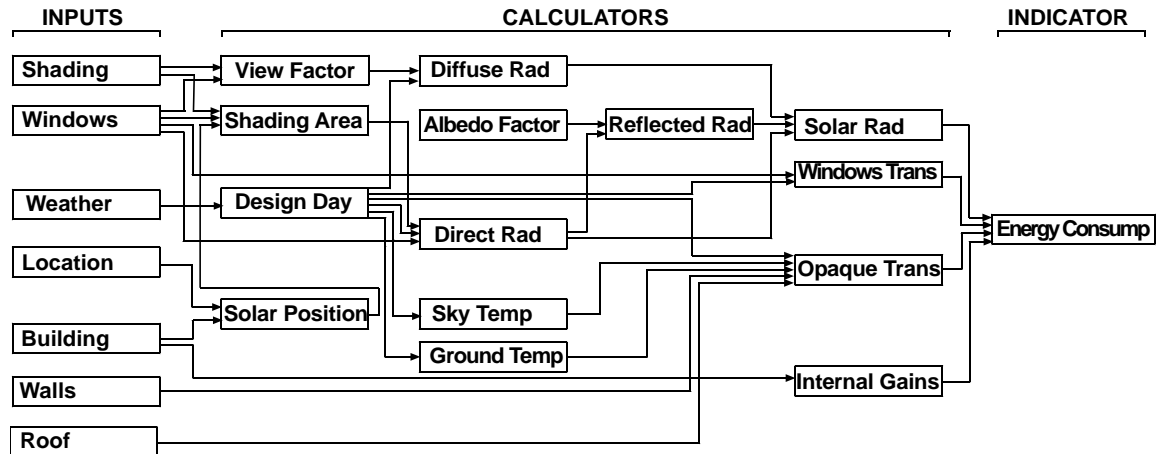 INPUTS
CALCULATORS
INDICATOR
Shading
View Factor
Diffuse Rad
Windows
Shading Area
Albedo Factor
Reflected Rad
Solar Rad
Windows Trans
Weather
Design Day
Direct Rad
Energy Consump
Location
Opaque Trans
Solar Position
Sky Temp
Building
Ground Temp
Walls
Internal Gains
Roof